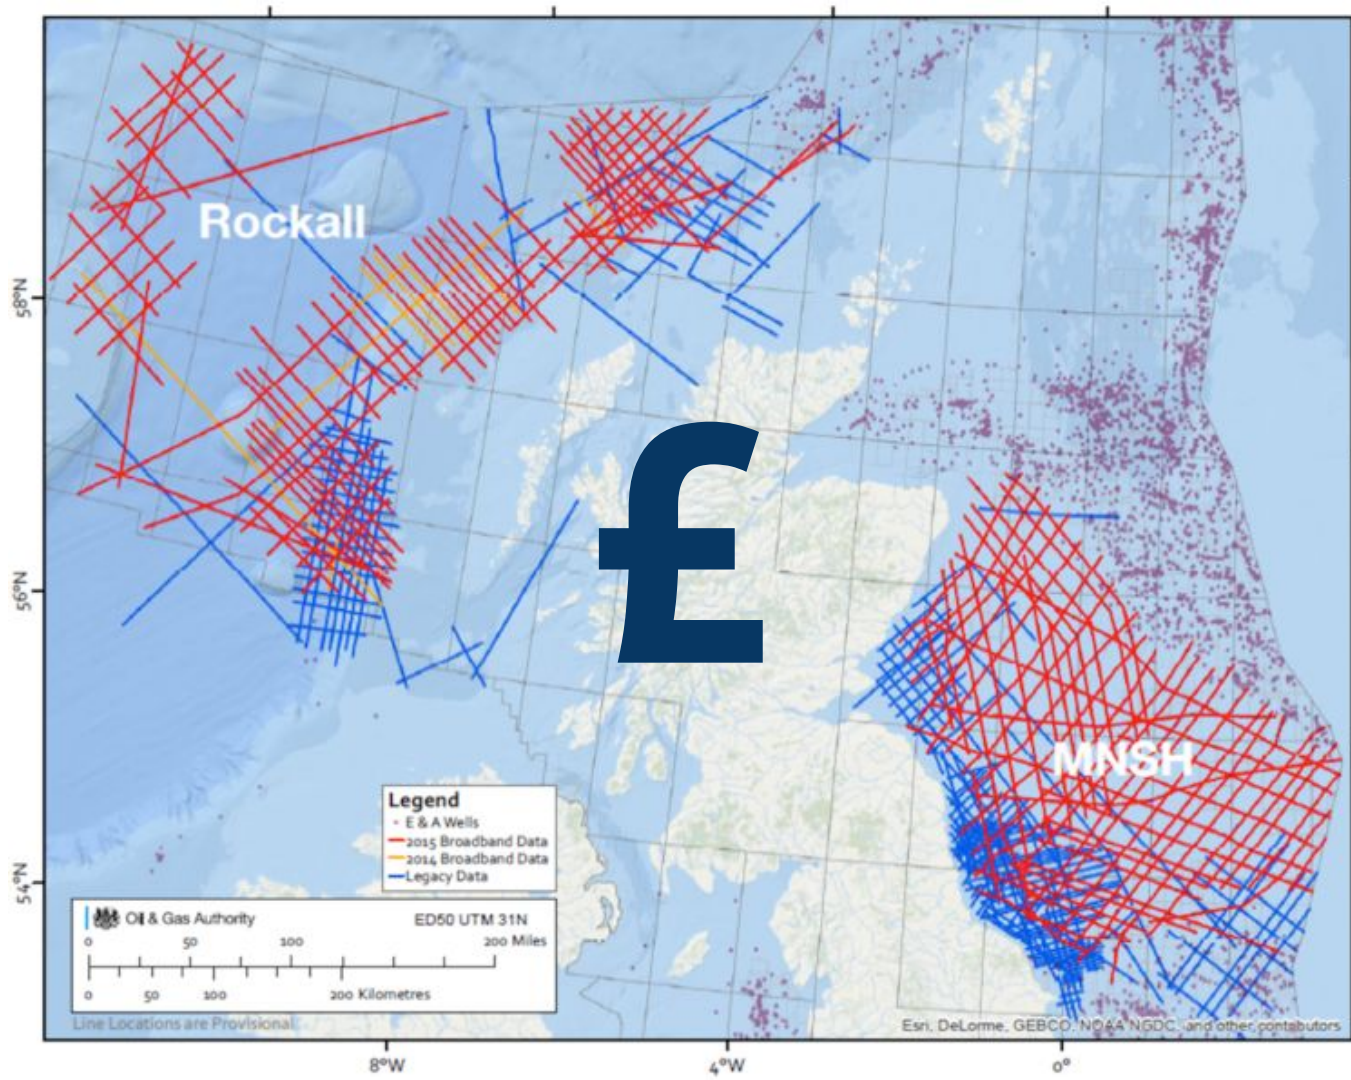 Rockall
58°N
£
56°N
MNSH
Legend
E & A Wells
2015 Broadband Data
2014 Broadband Data
Legacy Data
54°N
Oil & Gas Authority
ED50 UTM 31N
0 50 100 200 Miles
0 50 100 200 Kilometres
Line Locations are Provisional
Esri, DeLorme, GEBCO, NOAA NGDC, and other contributors
8°W 4°W 0°